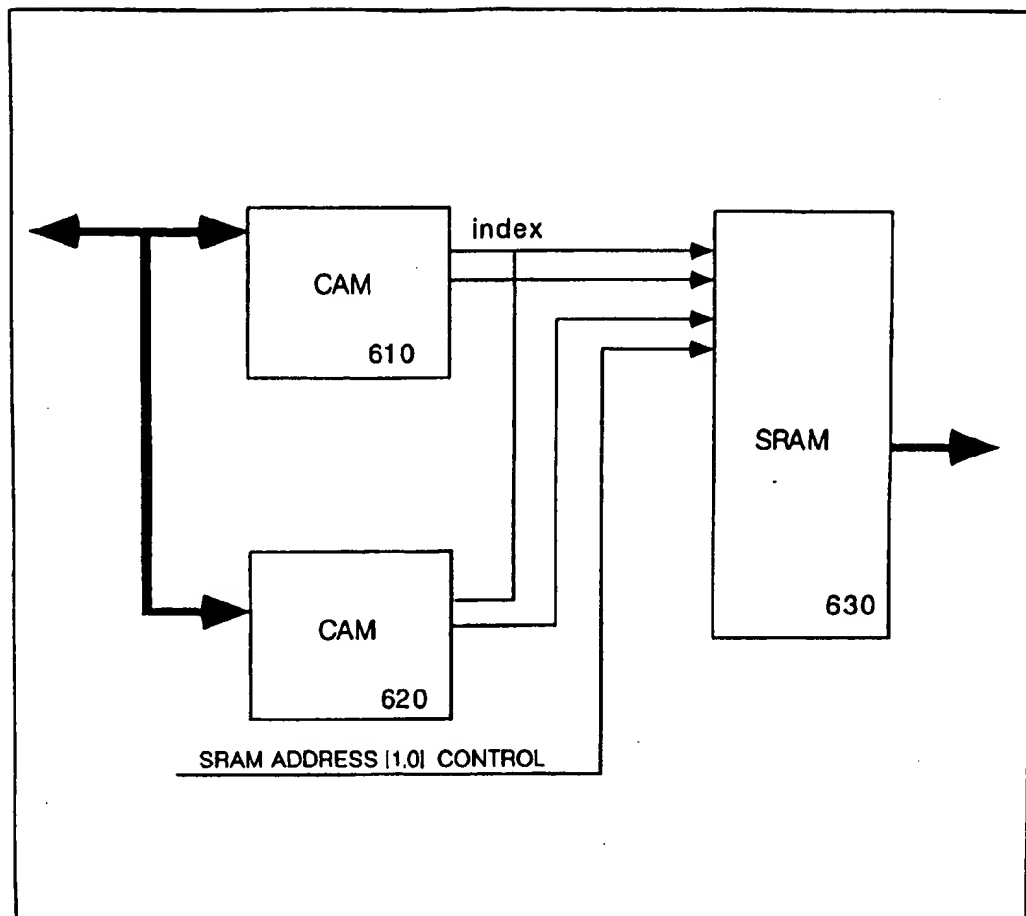 index
CAM
610
SRAM
630
CAM
620
SRAM ADDRESS [1,0] CONTROL